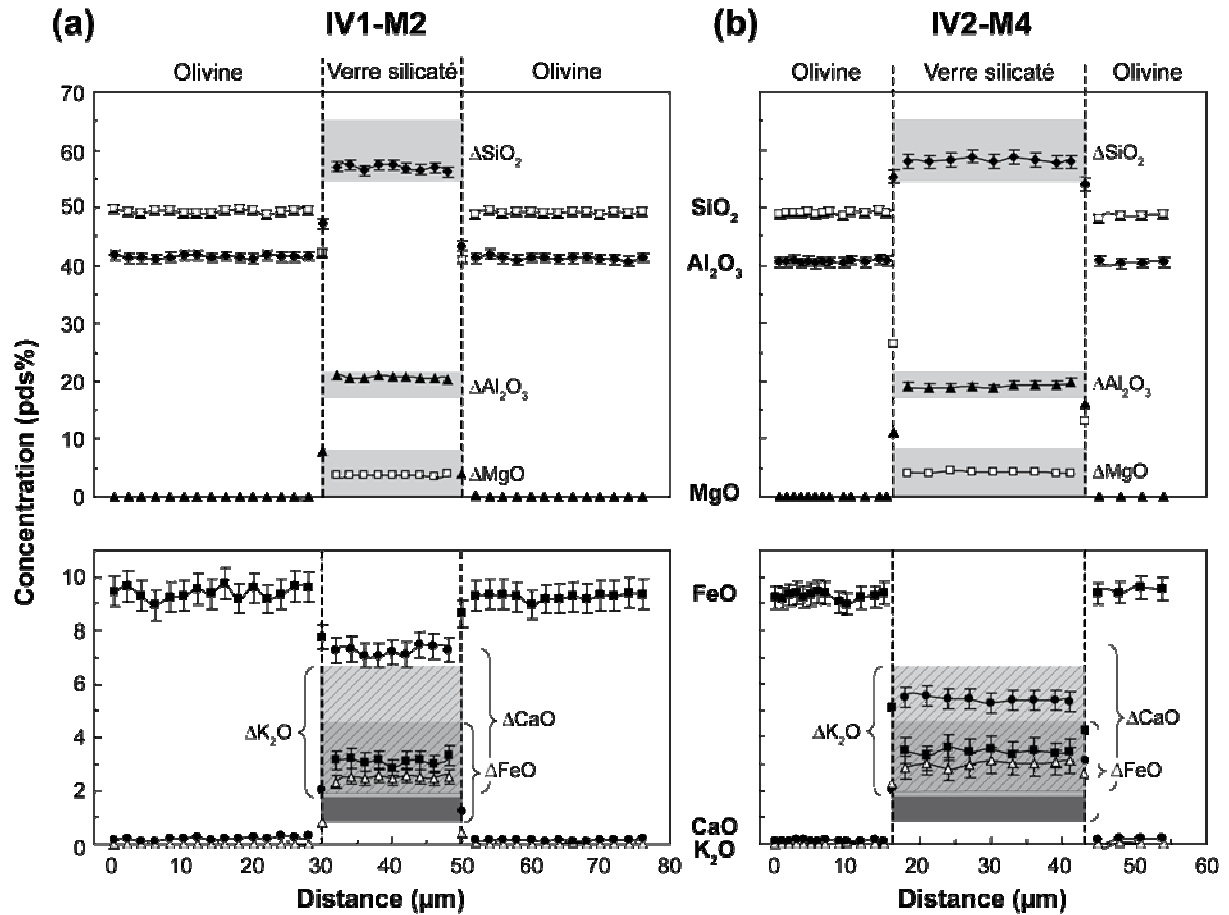 (a) IV1-M2 (b) IV2-M4
Olivine Verre silicaté Olivine Olivine Verre silicaté Olivine
Concentration (pds%)
70
60
50
40
30
20
10
0
ΔSiO₂
ΔAl₂O₃
ΔMgO
SiO₂
Al₂O₃
MgO
ΔSiO₂
ΔAl₂O₃
ΔMgO
10
8
6
4
2
0
ΔK₂O
ΔCaO
ΔFeO
FeO
CaO
K₂O
ΔK₂O
ΔCaO
ΔFeO
0 10 20 30 40 50 60 70 80
Distance (µm)
0 10 20 30 40 50 60
Distance (µm)